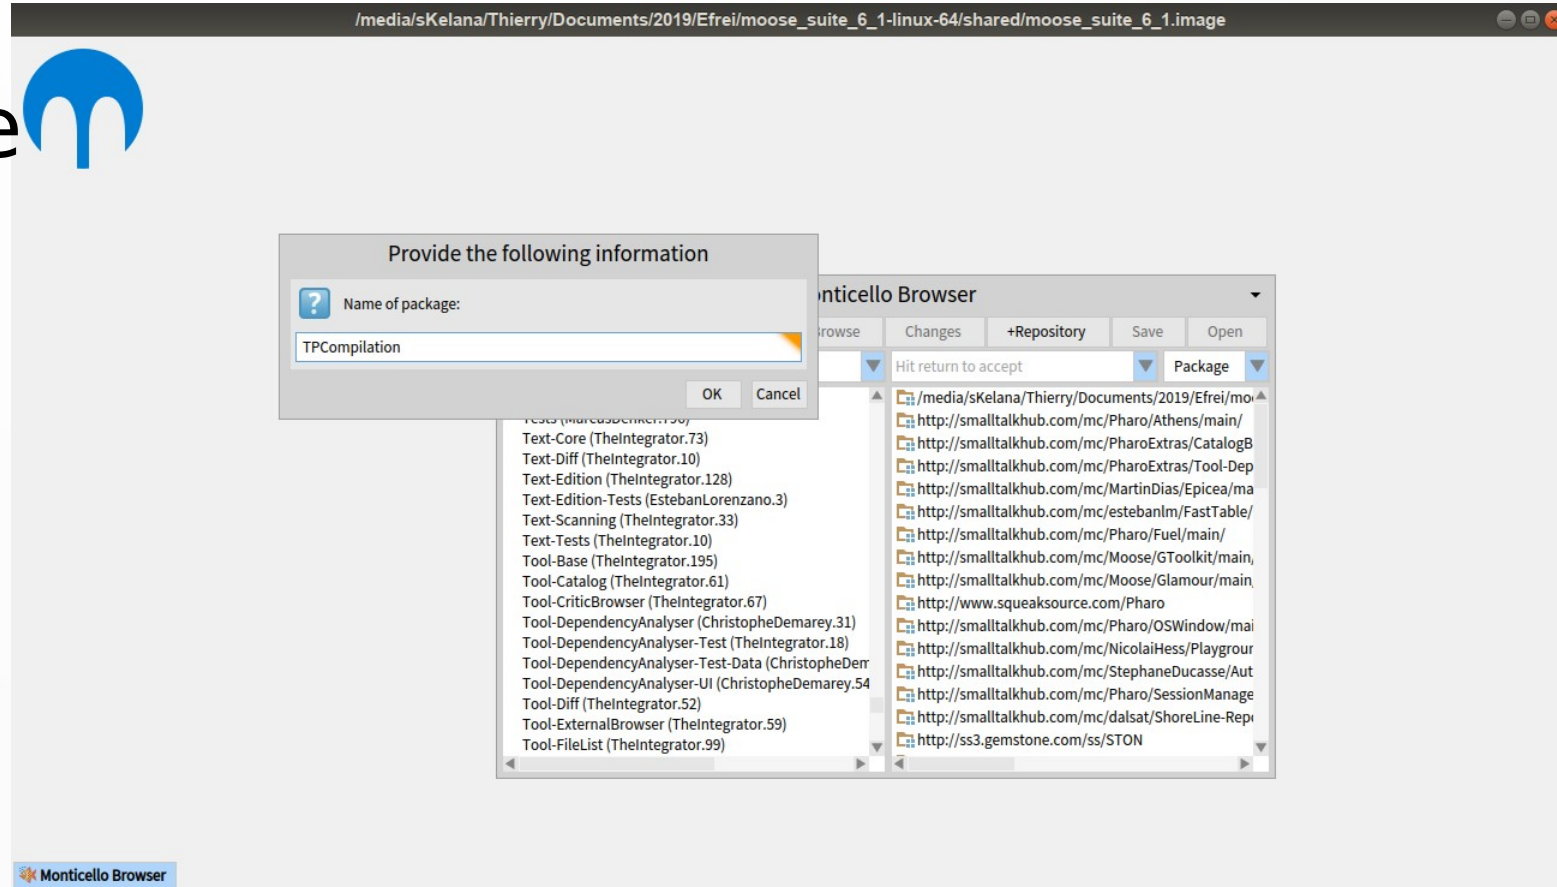 /media/sKelana/Thierry/Documents/2019/Efrei/moose_suite_6_1-linux-64/shared/moose_suite_6_1.image
e
Provide the following information
Name of package:
TPCompilation
OK Cancel
onticello Browser
Browse Changes +Repository Save Open
Hit return to accept Package
Text-Core (TheIntegrator.73)
Text-Diff (TheIntegrator.10)
Text-Edition (TheIntegrator.128)
Text-Edition-Tests (EstebanLorenzano.3)
Text-Scanning (TheIntegrator.33)
Text-Tests (TheIntegrator.10)
Tool-Base (TheIntegrator.195)
Tool-Catalog (TheIntegrator.61)
Tool-CriticBrowser (TheIntegrator.67)
Tool-DependencyAnalyser (ChristopheDemarey.31)
Tool-DependencyAnalyser-Test (TheIntegrator.18)
Tool-DependencyAnalyser-Test-Data (ChristopheDem
Tool-DependencyAnalyser-UI (ChristopheDemarey.54
Tool-Diff (TheIntegrator.52)
Tool-ExternalBrowser (TheIntegrator.59)
Tool-FileList (TheIntegrator.99)
/media/sKelana/Thierry/Documents/2019/Efrei/moo
http://smalltalkhub.com/mc/Pharo/Athens/main/
http://smalltalkhub.com/mc/PharoExtras/CatalogB
http://smalltalkhub.com/mc/PharoExtras/Tool-Dep
http://smalltalkhub.com/mc/MartinDias/Epicea/ma
http://smalltalkhub.com/mc/estebanlm/FastTable/
http://smalltalkhub.com/mc/Pharo/Fuel/main/
http://smalltalkhub.com/mc/Moose/GToolkit/main,
http://smalltalkhub.com/mc/Moose/Glamour/main,
http://www.squeaksource.com/Pharo
http://smalltalkhub.com/mc/Pharo/OSWindow/mai
http://smalltalkhub.com/mc/NicolaiHess/Playgrour
http://smalltalkhub.com/mc/StephaneDucasse/Aut
http://smalltalkhub.com/mc/Pharo/SessionManage
http://smalltalkhub.com/mc/dalsat/ShoreLine-Rep
http://ss3.gemstone.com/ss/STON
Monticello Browser